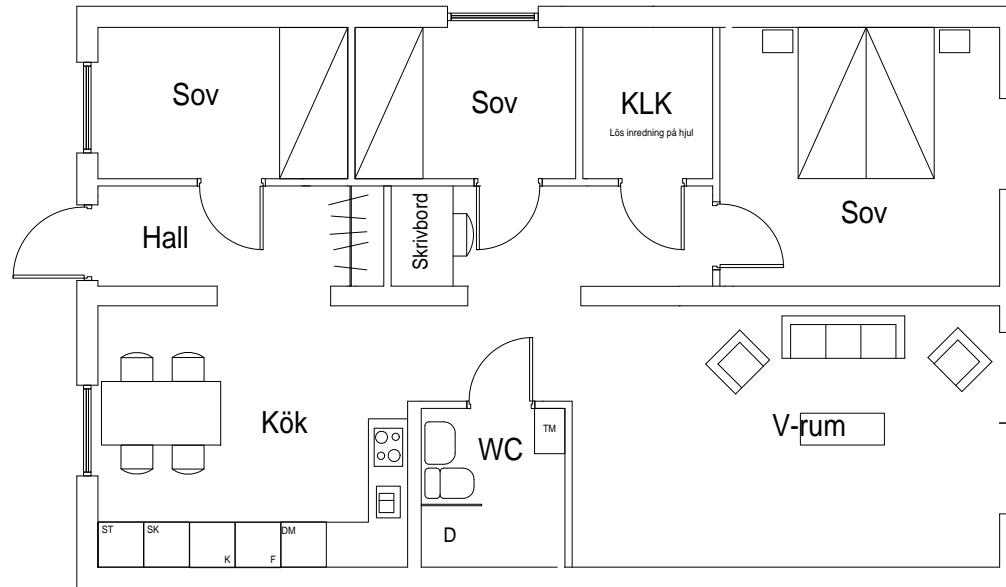 Sov
Sov
KLK
Lös inredning på hjul
Sov
Hall
Skrivbord
Kök
WC
TM
V-rum
D
ST
SK
K
F
DM